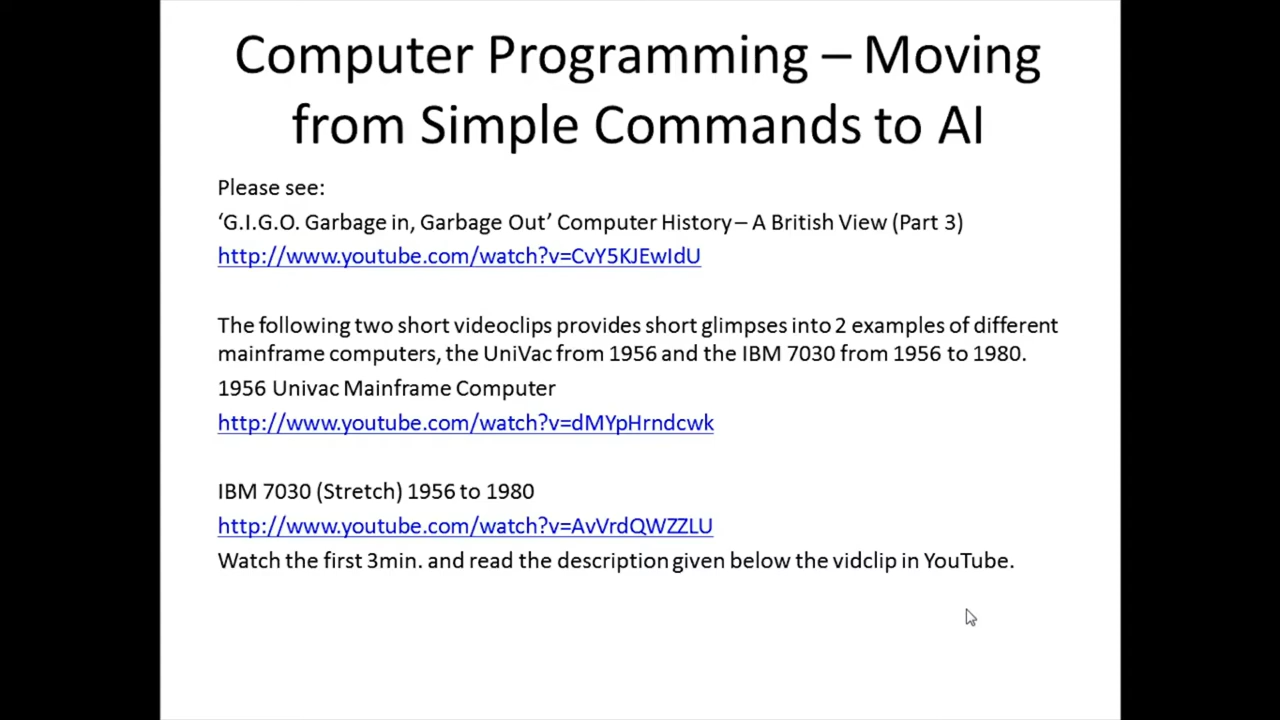 Computer Programming – Moving
from Simple Commands to AI
Please see:
‘G.I.G.O. Garbage in, Garbage Out’ Computer History – A British View (Part 3)
http://www.youtube.com/watch?v=CvY5KJEwIdU
The following two short videoclips provides short glimpses into 2 examples of different
mainframe computers, the UniVac from 1956 and the IBM 7030 from 1956 to 1980.
1956 Univac Mainframe Computer
http://www.youtube.com/watch?v=dMYpHrndcwk
IBM 7030 (Stretch) 1956 to 1980
http://www.youtube.com/watch?v=AvVrdQWZZLU
Watch the first 3min. and read the description given below the vidclip in YouTube.